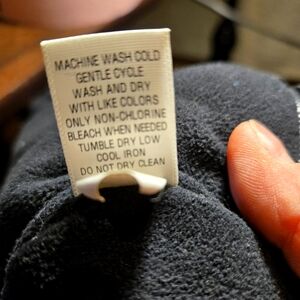 MACHINE WASH COLD
GENTLE CYCLE
WASH AND DRY
WITH LIKE COLORS
ONLY NON-CHLORINE
BLEACH WHEN NEEDED
TUMBLE DRY LOW
COOL IRON
DO NOT DRY CLEAN